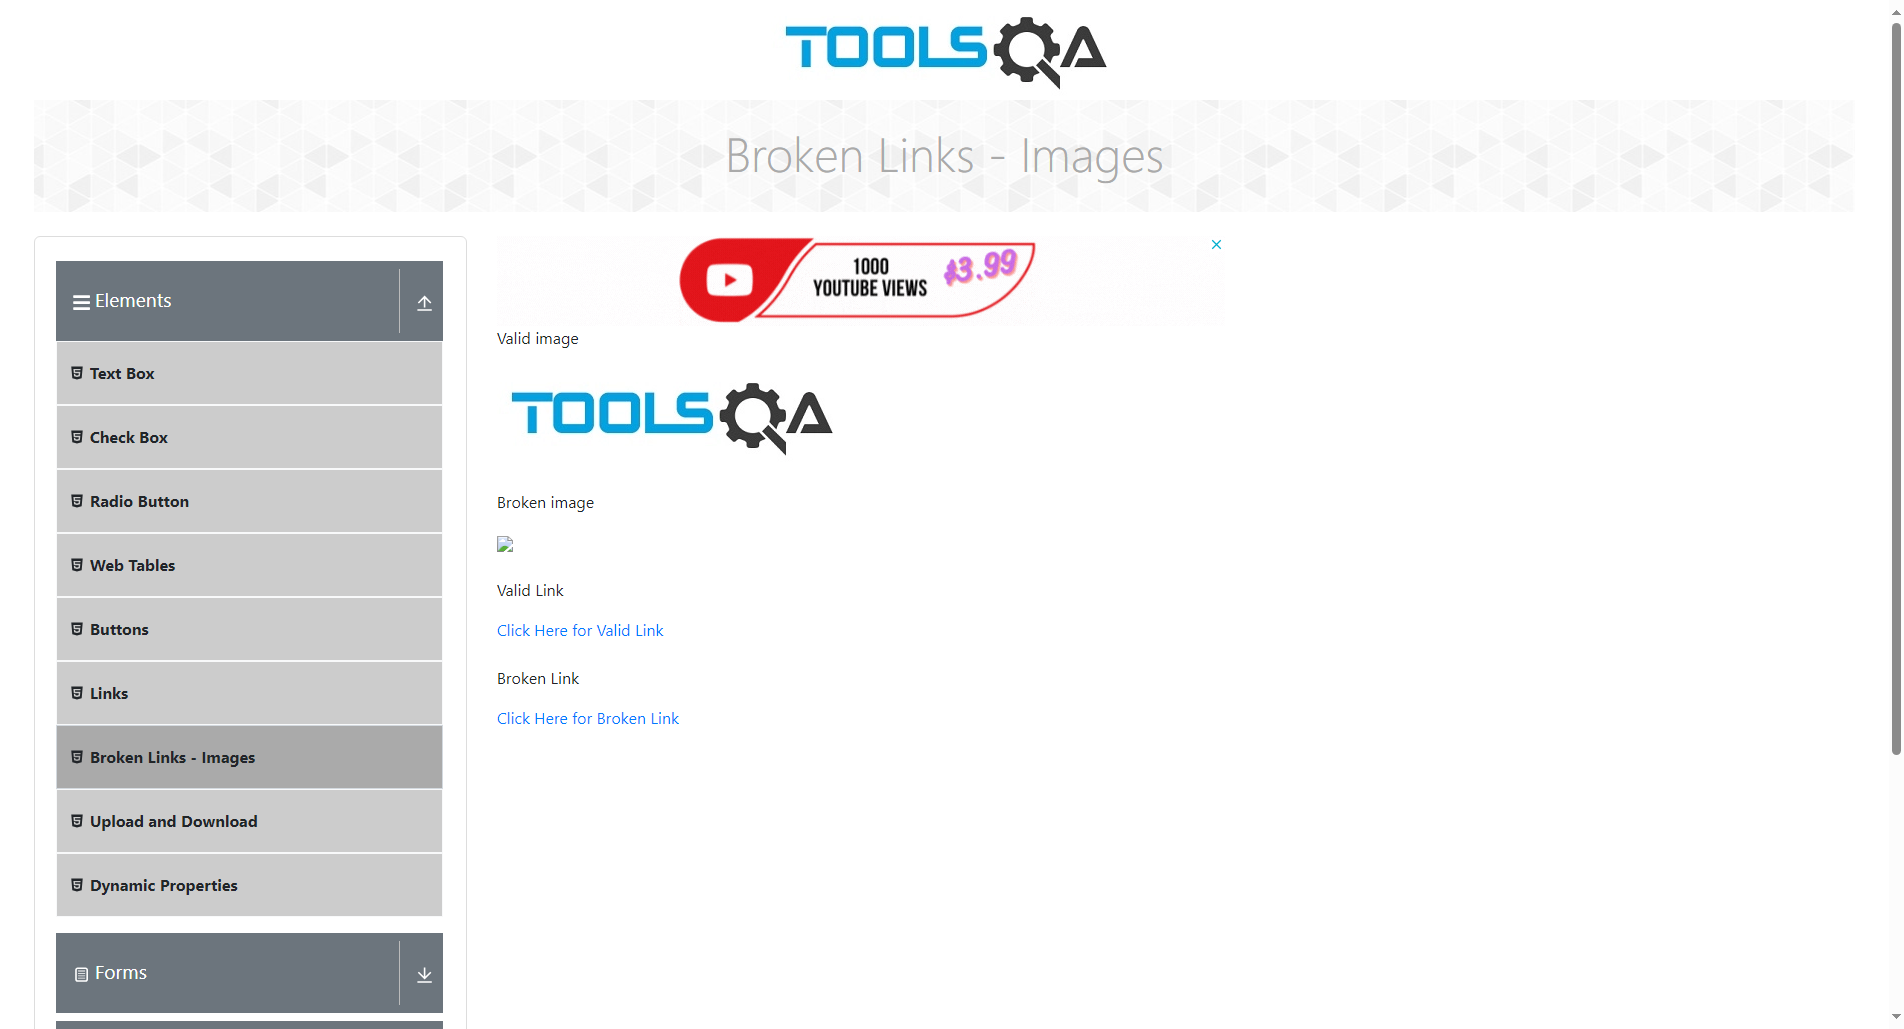 TOOLSQA
Broken Links - Images
Elements
Text Box
Check Box
Radio Button
Web Tables
Buttons
Links
Broken Links - Images
Upload and Download
Dynamic Properties
Forms
1000
YOUTUBE VIEWS
$3.99
Valid image
TOOLSQA
Broken image
Valid Link
Click Here for Valid Link
Broken Link
Click Here for Broken Link